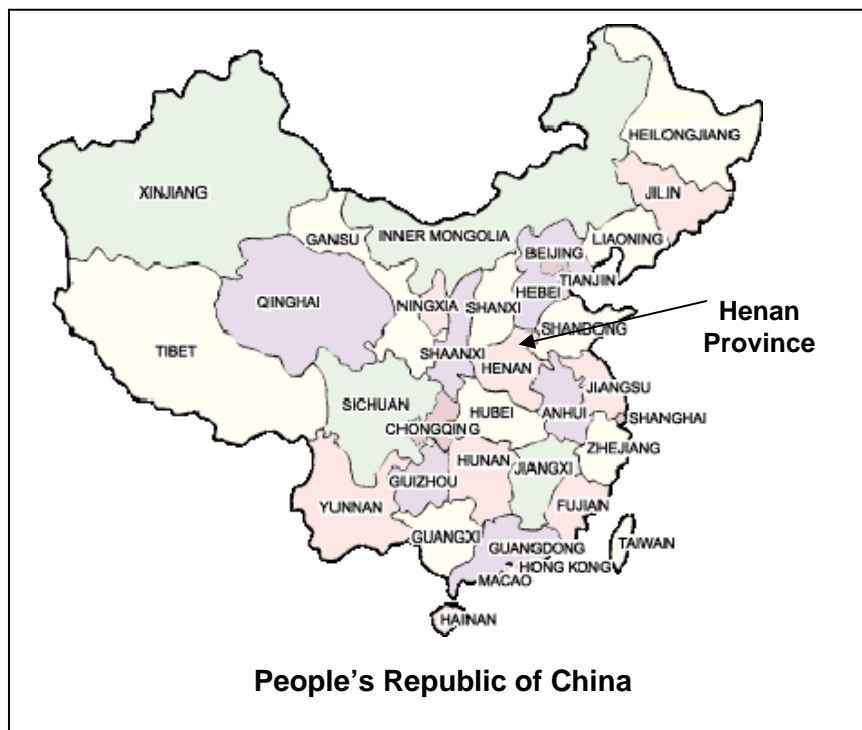 HEILONGJIANG
JILIN
XINJIANG
GANSU
INNER MONGOLIA
LIAONING
BEIJING
TIANJIN
HEBEI
QINGHAI
NINGXIA
SHANXI
SHANDONG
Henan
Province
TIBET
SHAANXI
HENAN
JIANGSU
SICHUAN
HUBEI
ANHUI
SHANGHAI
CHONGQING
ZHEJIANG
HUNAN
JIANGXI
GUIZHOU
YUNNAN
FUJIAN
GUANGXI
GUANGDONG
TAIWAN
HONG KONG
MACAO
HAINAN
People’s Republic of China